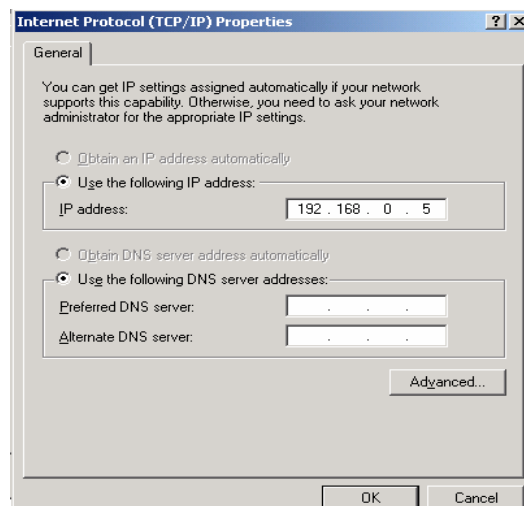 Internet Protocol (TCP/IP) Properties
General
You can get IP settings assigned automatically if your network
supports this capability. Otherwise, you need to ask your network
administrator for the appropriate IP settings.
Obtain an IP address automatically
Use the following IP address:
IP address: 192 . 168 . 0 . 5
Obtain DNS server address automatically
Use the following DNS server addresses:
Preferred DNS server: . . .
Alternate DNS server: . . .
Advanced...
OK Cancel